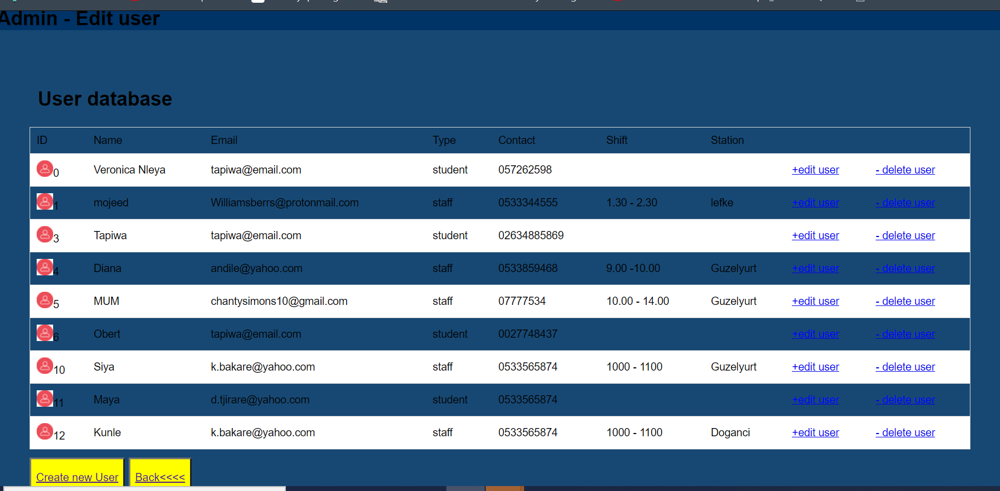 Admin - Edit user
User database
ID Name Email Type Contact Shift Station
0 Veronica Nleya tapiwa@email.com student 057262598 +edit user - delete user
1 mojeed Williamsberrs@protonmail.com staff 0533344555 1.30 - 2.30 lefke +edit user - delete user
3 Tapiwa tapiwa@email.com student 02634885869 +edit user - delete user
4 Diana andile@yahoo.com staff 0533859468 9.00 -10.00 Guzelyurt +edit user - delete user
5 MUM chantysimons10@gmail.com staff 07777534 10.00 - 14.00 Guzelyurt +edit user - delete user
6 Obert tapiwa@email.com student 0027748437 +edit user - delete user
10 Siya k.bakare@yahoo.com staff 0533565874 1000 - 1100 Guzelyurt +edit user - delete user
11 Maya d.tjirare@yahoo.com student 0533565874 +edit user - delete user
12 Kunle k.bakare@yahoo.com staff 0533565874 1000 - 1100 Doganci +edit user - delete user
Create new User Back<<<<